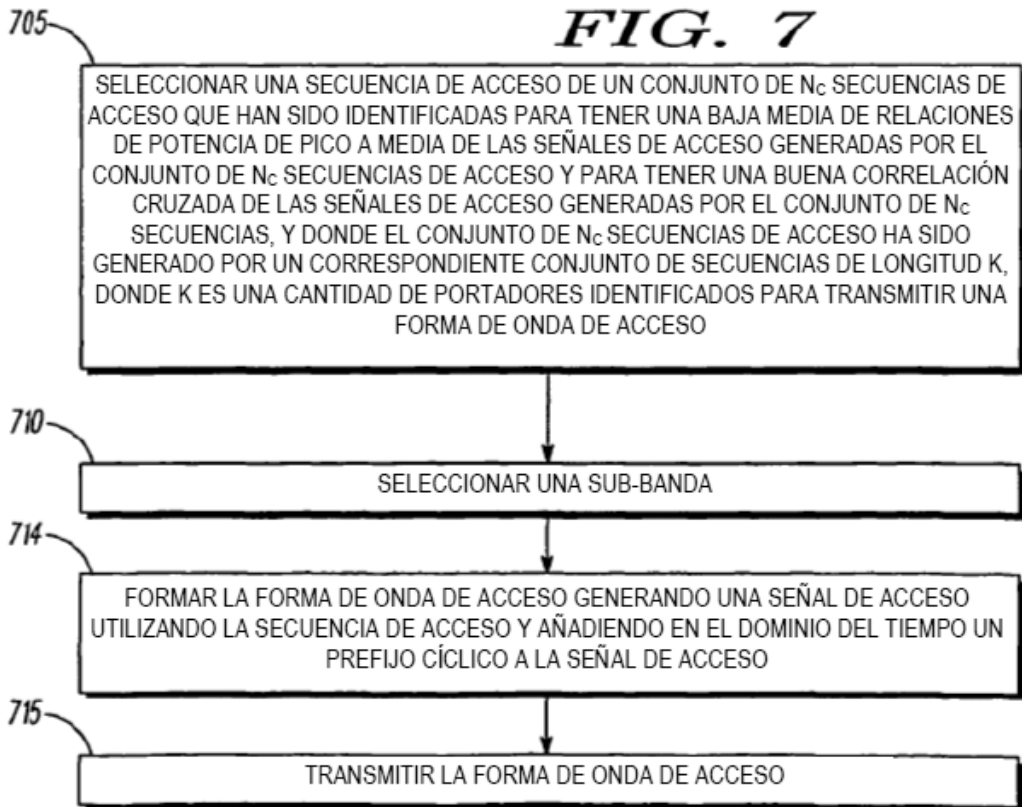 705
FIG. 7
SELECCIONAR UNA SECUENCIA DE ACCESO DE UN CONJUNTO DE NC SECUENCIAS DE
ACCESO QUE HAN SIDO IDENTIFICADAS PARA TENER UNA BAJA MEDIA DE RELACIONES
DE POTENCIA DE PICO A MEDIA DE LAS SEÑALES DE ACCESO GENERADAS POR EL
CONJUNTO DE NC SECUENCIAS DE ACCESO Y PARA TENER UNA BUENA CORRELACIÓN
CRUZADA DE LAS SEÑALES DE ACCESO GENERADAS POR EL CONJUNTO DE NC
SECUENCIAS, Y DONDE EL CONJUNTO DE NC SECUENCIAS DE ACCESO HA SIDO
GENERADO POR UN CORRESPONDIENTE CONJUNTO DE SECUENCIAS DE LONGITUD K,
DONDE K ES UNA CANTIDAD DE PORTADORES IDENTIFICADOS PARA TRANSMITIR UNA
FORMA DE ONDA DE ACCESO
710
SELECCIONAR UNA SUB-BANDA
714
FORMAR LA FORMA DE ONDA DE ACCESO GENERANDO UNA SEÑAL DE ACCESO
UTILIZANDO LA SECUENCIA DE ACCESO Y AÑADIENDO EN EL DOMINIO DEL TIEMPO UN
PREFIJO CÍCLICO A LA SEÑAL DE ACCESO
715
TRANSMITIR LA FORMA DE ONDA DE ACCESO